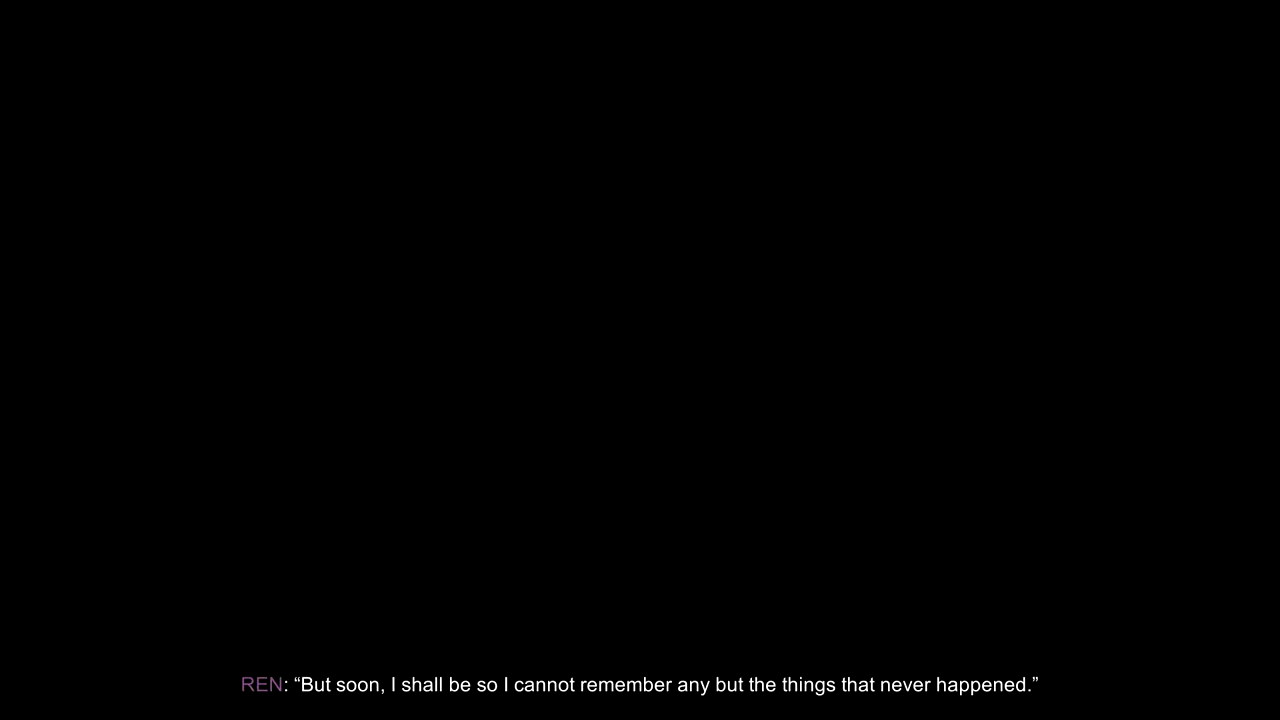 REN: “But soon, I shall be so I cannot remember any but the things that never happened.”